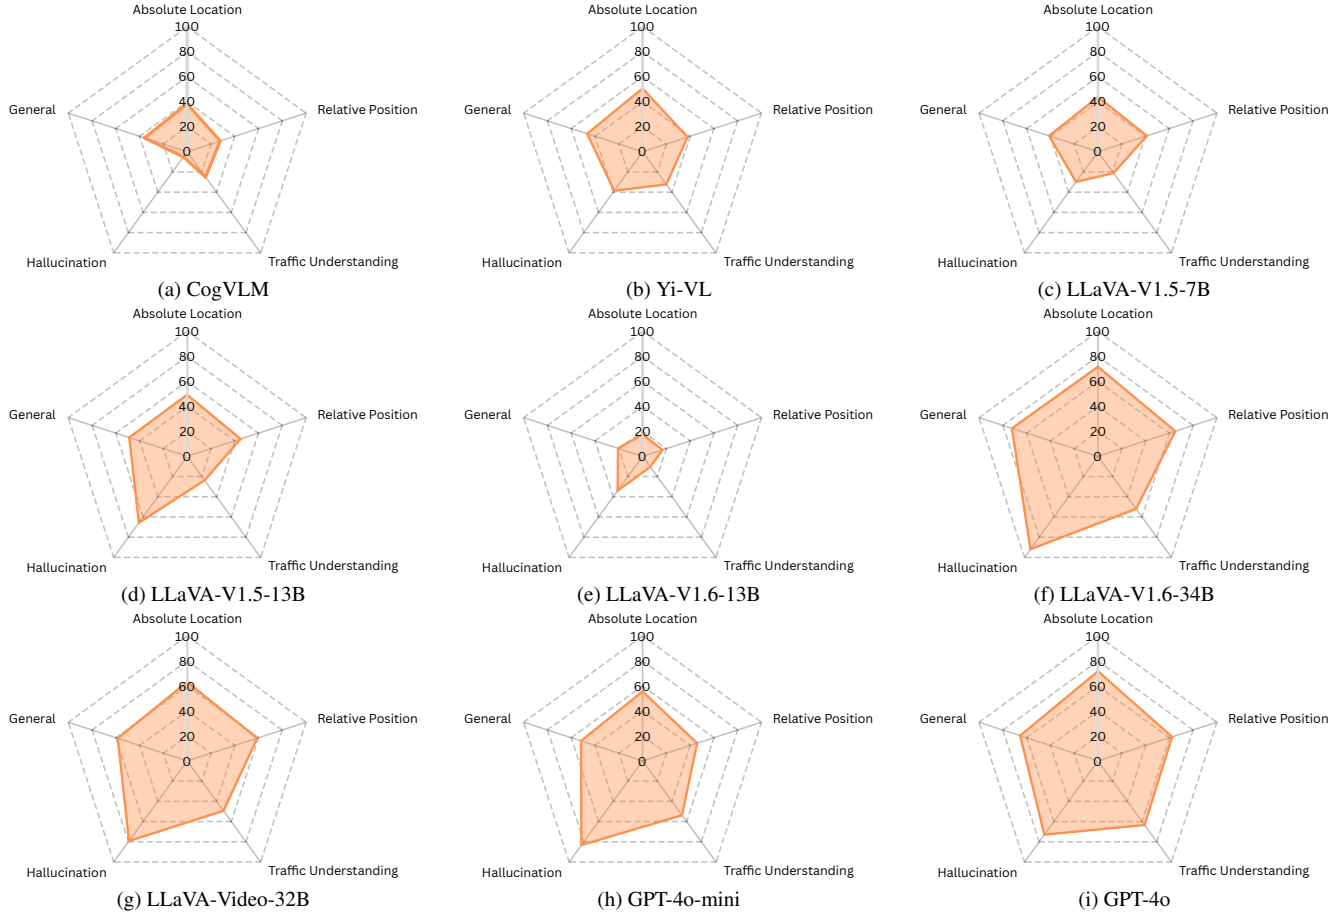 Absolute Location
100
80
60
40
20
0
General
Relative Position
Hallucination
Traffic Understanding
(a) CogVLM
Absolute Location
100
80
60
40
20
0
General
Relative Position
Hallucination
Traffic Understanding
(b) Yi-VL
Absolute Location
100
80
60
40
20
0
General
Relative Position
Hallucination
Traffic Understanding
(c) LLaVA-V1.5-7B
Absolute Location
100
80
60
40
20
0
General
Relative Position
Hallucination
Traffic Understanding
(d) LLaVA-V1.5-13B
Absolute Location
100
80
60
40
20
0
General
Relative Position
Hallucination
Traffic Understanding
(e) LLaVA-V1.6-13B
Absolute Location
100
80
60
40
20
0
General
Relative Position
Hallucination
Traffic Understanding
(f) LLaVA-V1.6-34B
Absolute Location
100
80
60
40
20
0
General
Relative Position
Hallucination
Traffic Understanding
(g) LLaVA-Video-32B
Absolute Location
100
80
60
40
20
0
General
Relative Position
Hallucination
Traffic Understanding
(h) GPT-4o-mini
Absolute Location
100
80
60
40
20
0
General
Relative Position
Hallucination
Traffic Understanding
(i) GPT-4o